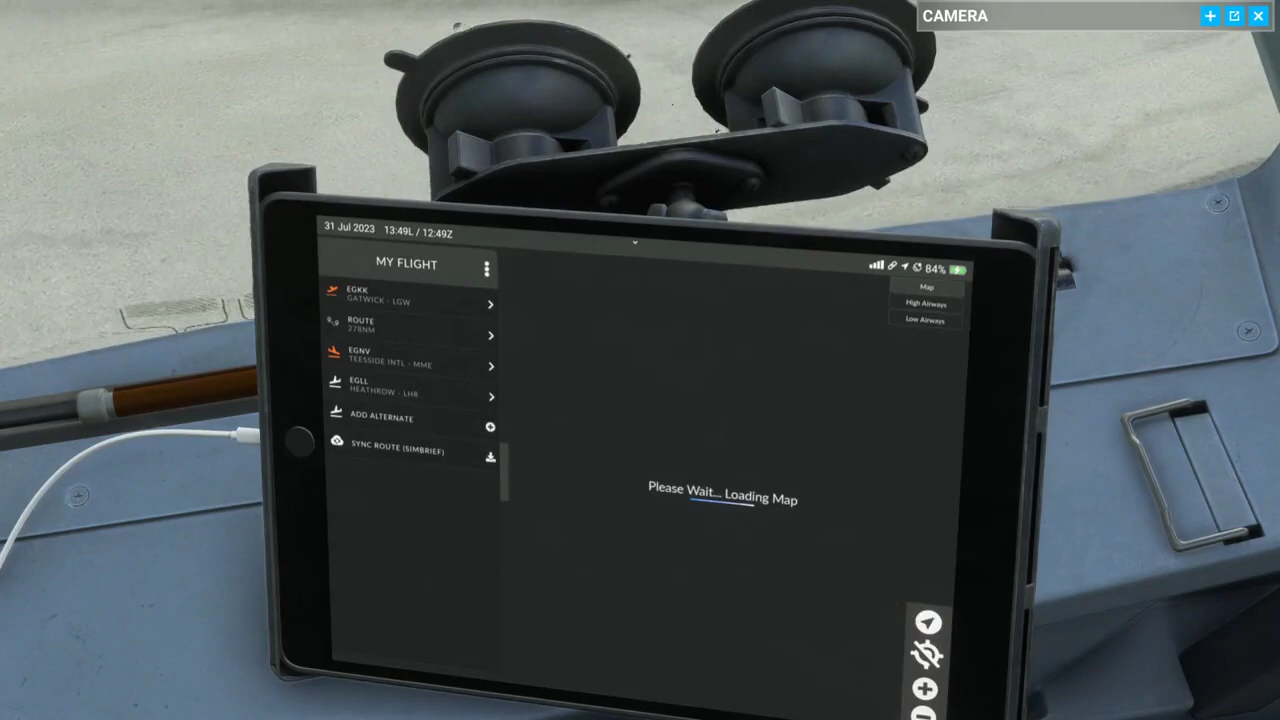 CAMERA
31 Jul 2023 13:49L / 12:49Z
84%
MY FLIGHT
EGKK
GATWICK - LGW
ROUTE
278NM
EGNV
TEESSIDE INTL - MME
EGLL
HEATHROW - LHR
ADD ALTERNATE
SYNC ROUTE (SIMBRIEF)
Map
High Airways
Low Airways
Please Wait... Loading Map